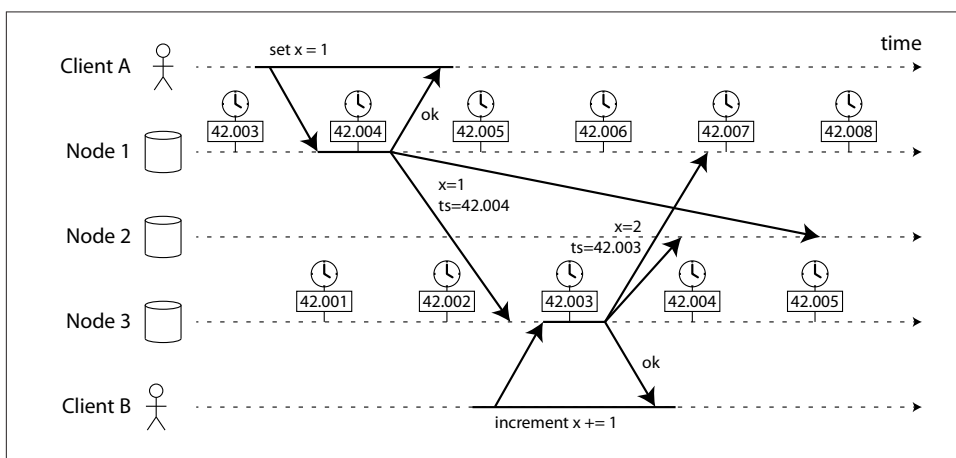 set x = 1
time
Client A
42.003
42.004
42.005
42.006
42.007
42.008
ok
Node 1
x=1
ts=42.004
x=2
ts=42.003
Node 2
42.001
42.002
42.003
42.004
42.005
Node 3
ok
Client B
increment x += 1